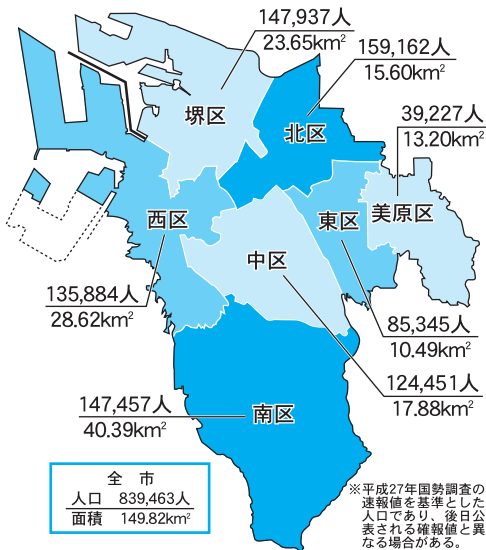 147,937人
23.65km²
159,162人
15.60km²
39,227人
13.20km²
堺区
北区
西区
東区
美原区
中区
135,884人
28.62km²
85,345人
10.49km²
124,451人
17.88km²
147,457人
40.39km²
南区
全 市
人口 839,463人
面積 149.82km²
※平成27年国勢調査の
速報値を基準とした
人口であり、後日公
表される確報値と異
なる場合がある。